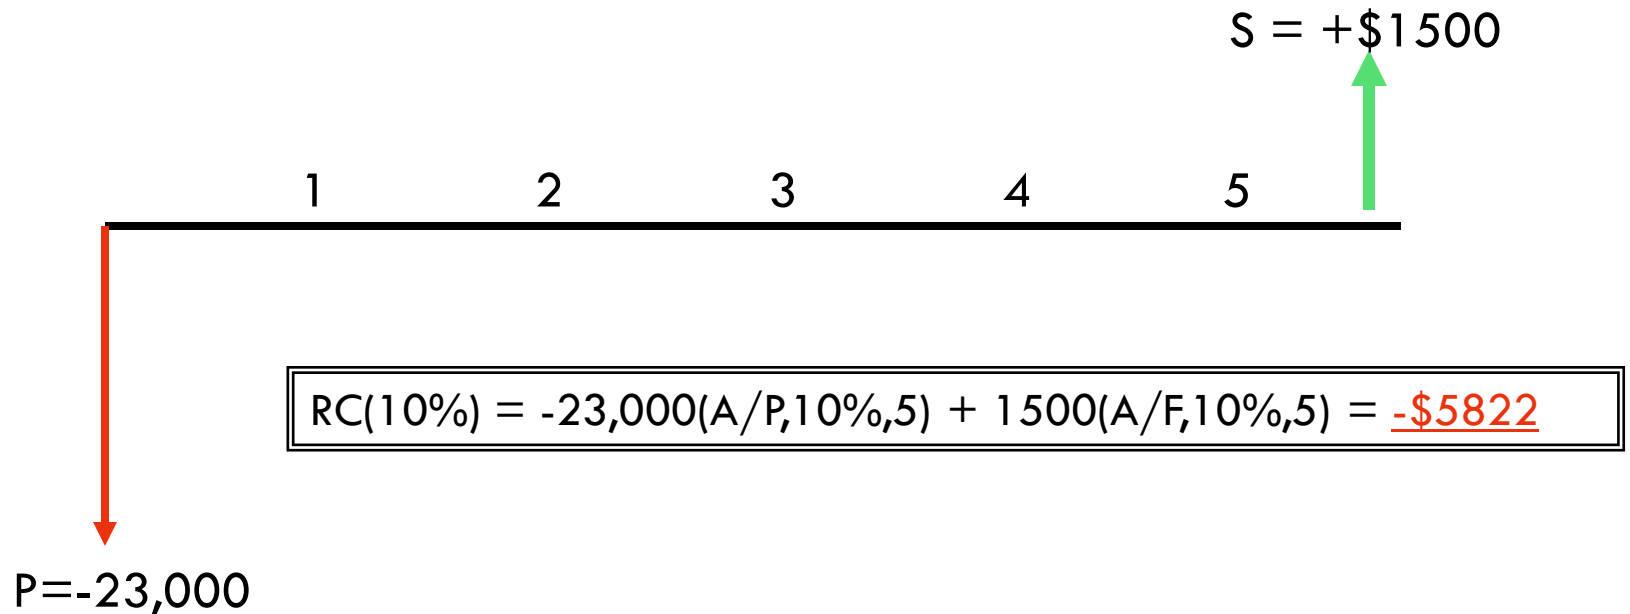 S = +$1500
1 2 3 4 5
RC(10%) = -23,000(A/P,10%,5) + 1500(A/F,10%,5) = -$5822
P=-23,000